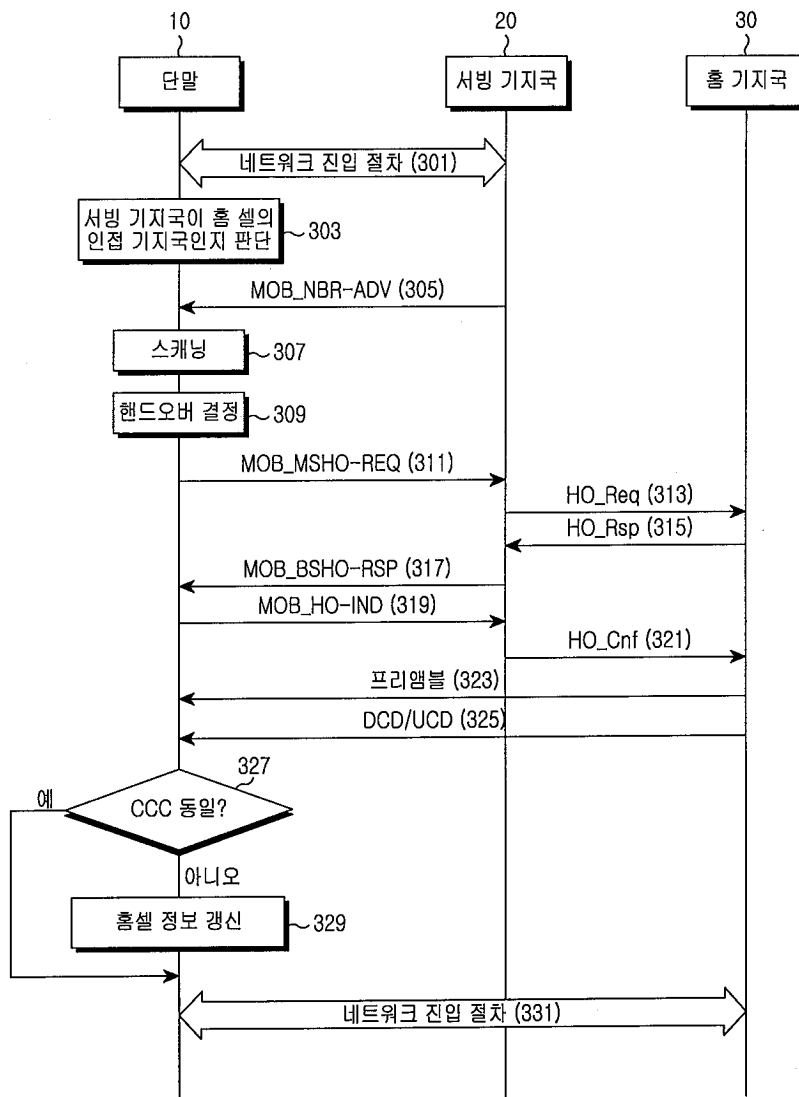 10
20
30
단말
서빙 기지국
홈 기지국
네트워크 진입 절차 (301)
서빙 기지국이 홈 셀의
인접 기지국인지 판단
303
MOB_NBR-ADV (305)
스캐닝
307
핸드오버 결정
309
MOB_MSHO-REQ (311)
HO_Req (313)
HO_Rsp (315)
MOB_BSHO-RSP (317)
MOB_HO-IND (319)
HO_Cnf (321)
프리앰블 (323)
DCD/UCD (325)
327
예
CCC 동일?
아니오
홈셀 정보 갱신
329
네트워크 진입 절차 (331)